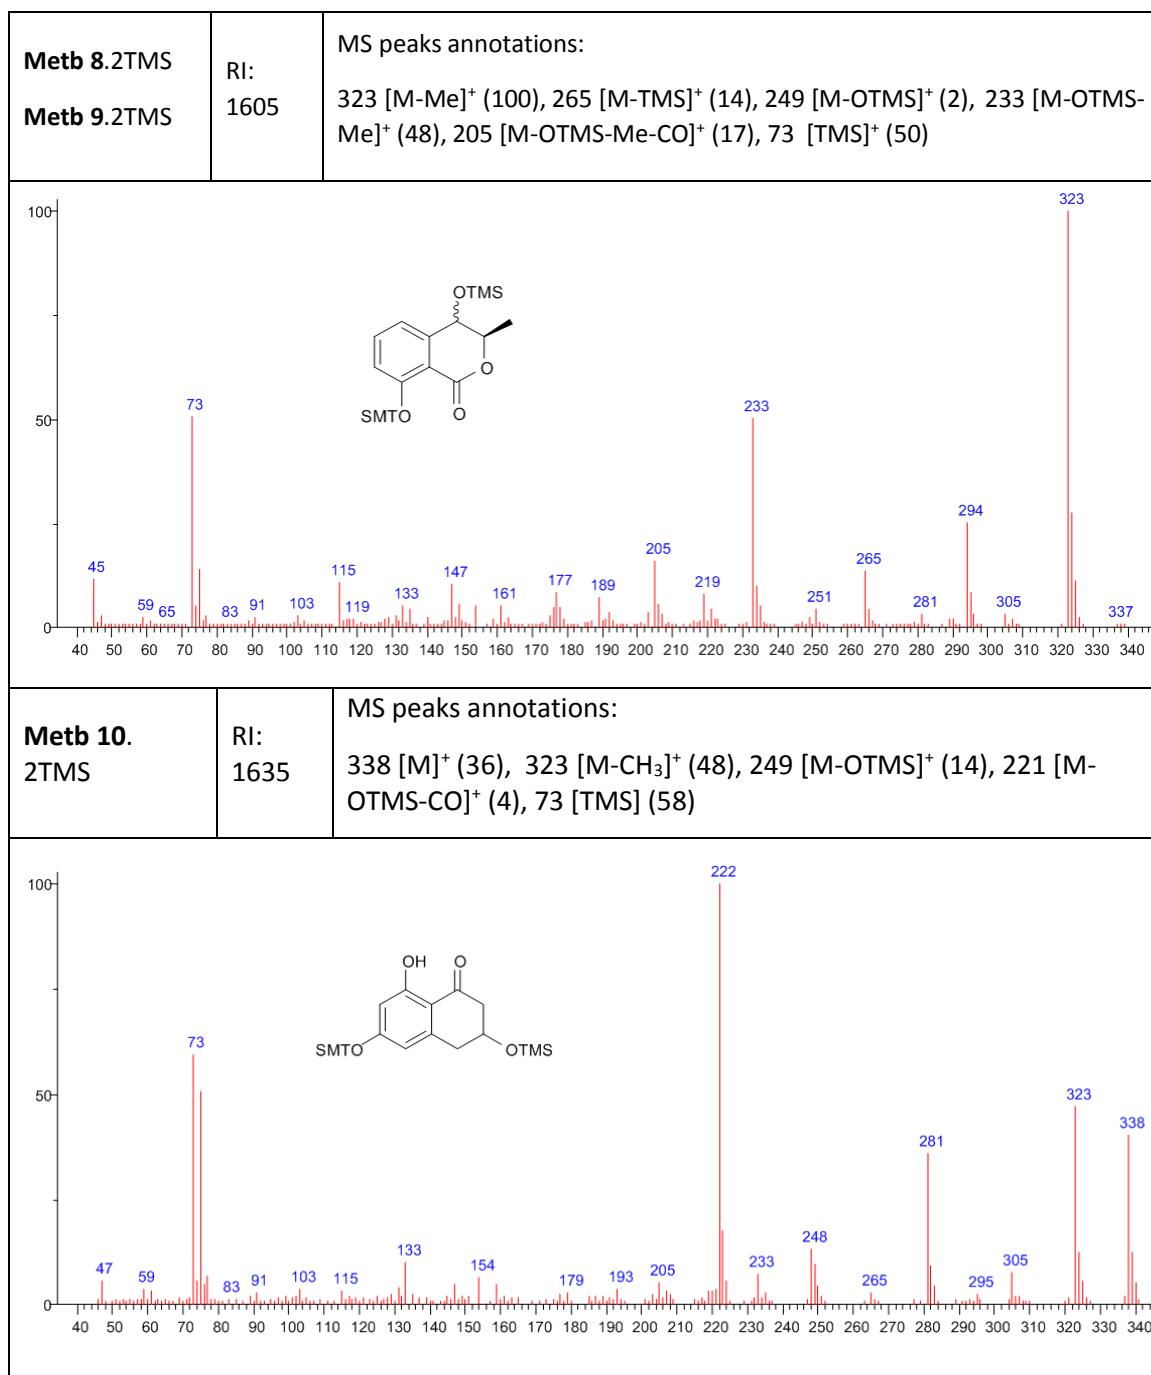 Metb 8.2TMS
Metb 9.2TMS
RI:
1605
MS peaks annotations:
323 [M-Me]⁺ (100), 265 [M-TMS]⁺ (14), 249 [M-OTMS]⁺ (2), 233 [M-OTMS-
Me]⁺ (48), 205 [M-OTMS-Me-CO]⁺ (17), 73 [TMS]⁺ (50)
100
323
OTMS
O
O
SMTO
73
50
233
294
45
115
147
205
265
59
65
83
91
103
119
133
161
177
189
219
251
281
305
337
0
40 50 60 70 80 90 100 110 120 130 140 150 160 170 180 190 200 210 220 230 240 250 260 270 280 290 300 310 320 330 340
Metb 10.
2TMS
RI:
1635
MS peaks annotations:
338 [M]⁺ (36), 323 [M-CH₃]⁺ (48), 249 [M-OTMS]⁺ (14), 221 [M-
OTMS-CO]⁺ (4), 73 [TMS] (58)
100
222
OH O
SMTO
OTMS
73
50
323
338
281
248
133
47
59
83
91
103
115
154
179
193
205
233
265
295
305
0
40 50 60 70 80 90 100 110 120 130 140 150 160 170 180 190 200 210 220 230 240 250 260 270 280 290 300 310 320 330 340